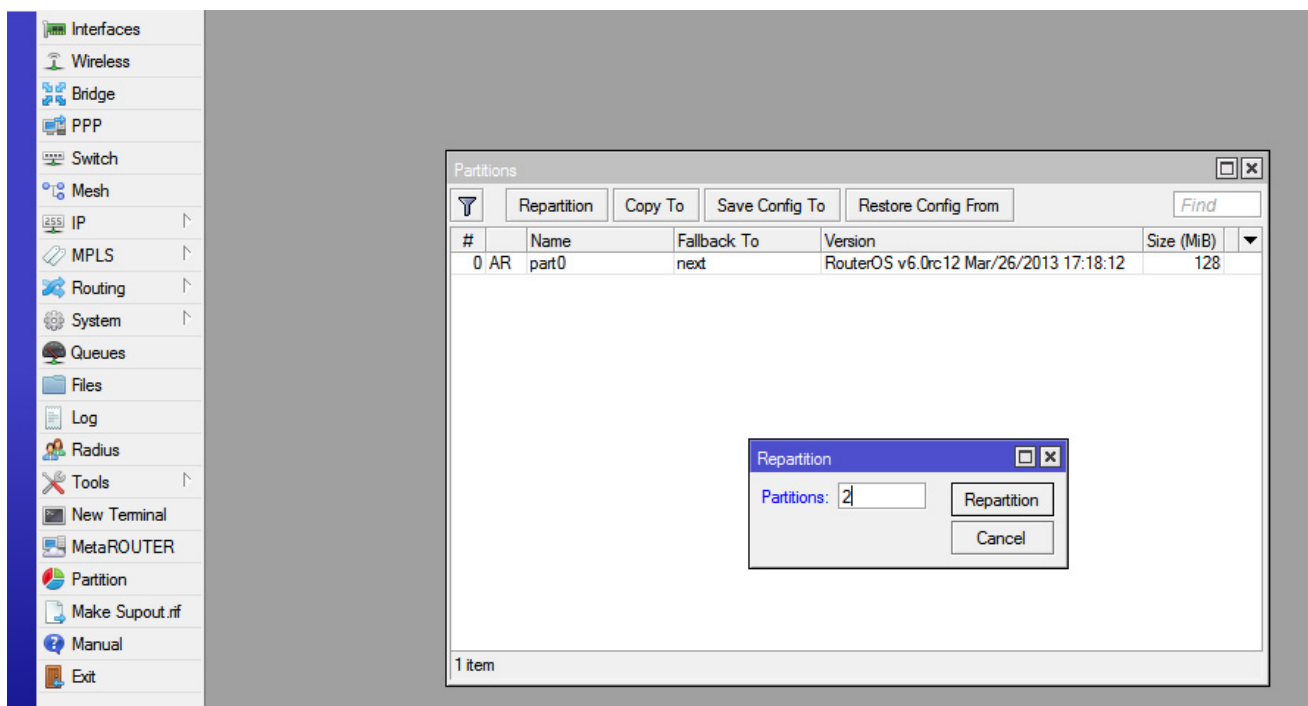 Interfaces
Wireless
Bridge
PPP
Switch
Mesh
255 IP
MPLS
Routing
System
Queues
Files
Log
Radius
Tools
New Terminal
MetaROUTER
Partition
Make Supout.rif
Manual
Exit
Partitions
Repartition Copy To Save Config To Restore Config From Find
# Name Fallback To Version Size (MiB)
0 AR part0 next RouterOS v6.0rc12 Mar/26/2013 17:18:12 128
Repartition
Partitions: 2 Repartition
Cancel
1 item